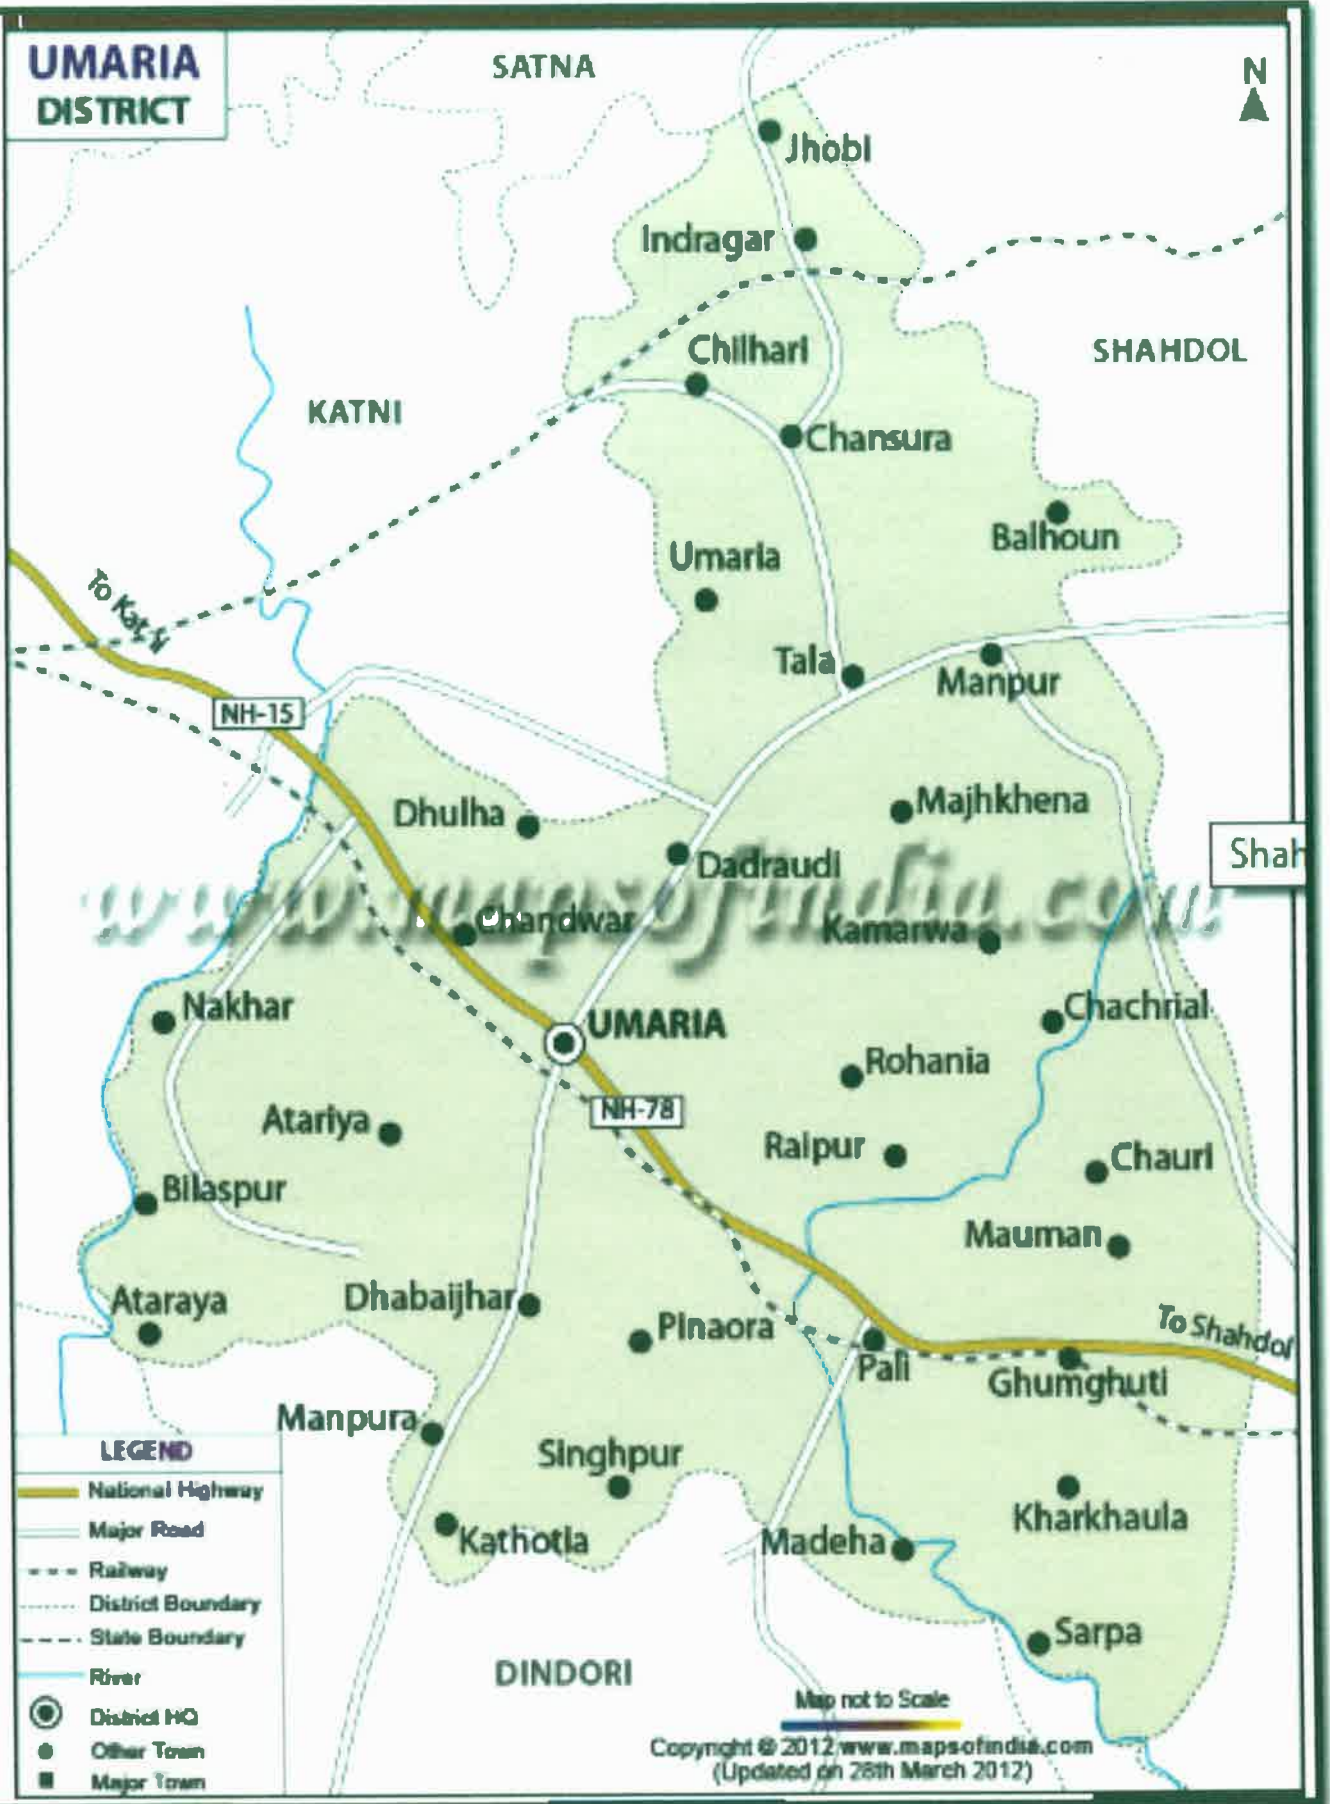 UMARIA
DISTRICT
SATNA
N
Jhobi
Indragar
SHAHDOL
Chilhari
KATNI
Chansura
Balhoun
Umaria
To Katni
Tala
Manpur
NH-15
Majhkhena
Dhulha
Shah
Dadraudi
www.mapsofindia.com
Chandwar
Kamarwa
Nakhar
Chachrial
UMARIA
Rohania
NH-78
Atariya
Raipur
Chauri
Bilaspur
Mauman
Ataraya
Dhabaijhar
Pinaora
To Shahdol
Pali
Ghumghuti
Manpura
Singhpur
Kharkhaula
Kathotia
Madeha
Sarpa
DINDORI
LEGEND
National Highway
Major Road
Railway
District Boundary
State Boundary
River
District HQ
Other Town
Major Town
Map not to Scale
Copyright © 2012 www.mapsofindia.com
(Updated on 28th March 2012)